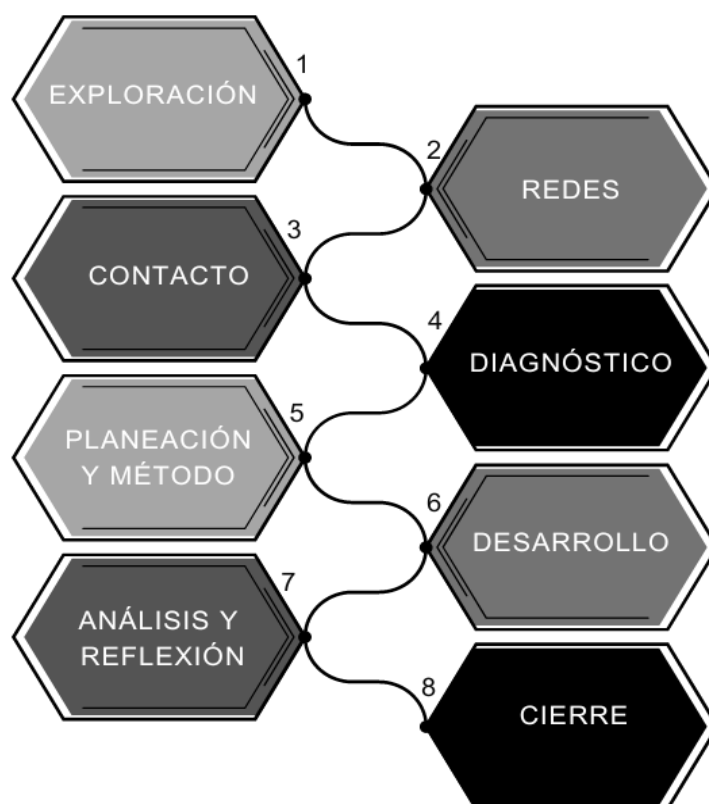 1
EXPLORACIÓN
2
REDES
3
CONTACTO
4
DIAGNÓSTICO
5
PLANEACIÓN
Y MÉTODO
6
DESARROLLO
7
ANÁLISIS Y
REFLEXIÓN
8
CIERRE